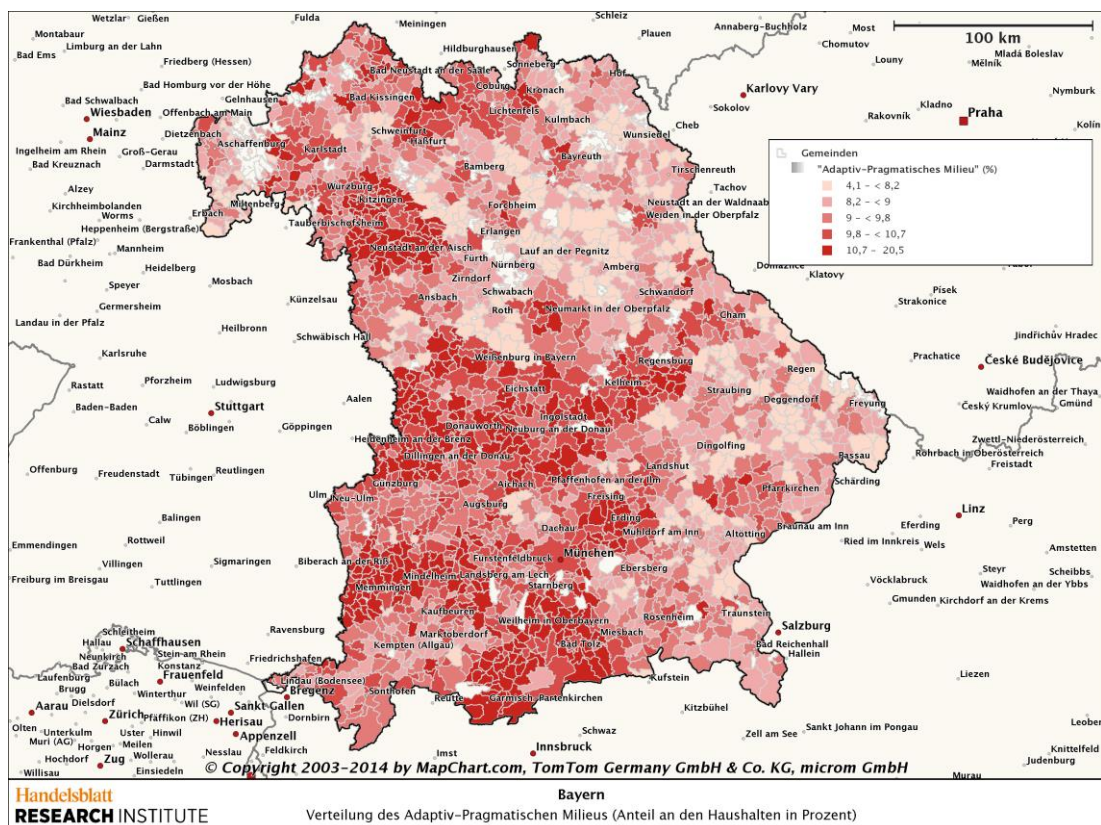 Wetzlar
Gießen
Fulda
Meiningen
Schleiz
Plauen
Annaberg-Buchholz
Most
100 km
Montabaur
Limburg an der Lahn
Bad Ems
Hildburghausen
Chomutov
Mladá Boleslav
Friedberg (Hessen)
Bad Neustadt an der Saale
Sonneberg
Hof
Louny
Mělník
Bad Homburg vor der Höhe
Coburg
Kronach
Karlovy Vary
Nymburk
Bad Schwalbach
Gelnhausen
Bad Kissingen
Lichtenfels
Sokolov
Kladno
Wiesbaden
Offenbach am Main
Kulmbach
Cheb
Rakovník
Praha
Mainz
Dietzenbach
Aschaffenburg
Schweinfurt
Haßfurt
Wunsiedel
Kolín
Ingelheim am Rhein
Groß-Gerau
Karlstadt
Bayreuth
Bad Kreuznach
Darmstadt
Bamberg
Tirschenreuth
Gemeinden
"Adaptiv-Pragmatisches Milieu" (%)
4,1 - < 8,2
8,2 - < 9
9 - < 9,8
9,8 - < 10,7
10,7 - 20,5
Alzey
Würzburg
Tachov
Kirchheimbolanden
Erbach
Miltenberg
Kitzingen
Forchheim
Neustadt an der Waldnaab
Worms
Tauberbischofsheim
Weiden in der Oberpfalz
Heppenheim (Bergstraße)
Erlangen
Frankenthal (Pfalz)
Mannheim
Neustadt an der Aisch
Lauf an der Pegnitz
Bad Dürkheim
Heidelberg
Fürth
Nürnberg
Amberg
Domažlice
Klatovy
Speyer
Mosbach
Zirndorf
Písek
Germersheim
Künzelsau
Ansbach
Schwabach
Schwandorf
Strakonice
Landau in der Pfalz
Heilbronn
Roth
Neumarkt in der Oberpfalz
Cham
Schwäbisch Hall
Jindřichův Hradec
Karlsruhe
Weißenburg in Bayern
Regensburg
Prachatice
České Budějovice
Rastatt
Pforzheim
Ludwigsburg
Eichstätt
Kelheim
Straubing
Regen
Waidhofen an der Thaya
Baden-Baden
Stuttgart
Aalen
Deggendorf
Freyung
Český Krumlov
Gmünd
Calw
Böblingen
Göppingen
Ingolstadt
Donauwörth
Neuburg an der Donau
Heidenheim an der Brenz
Dingolfing
Zwettl-Niederösterreich
Offenburg
Freudenstadt
Reutlingen
Dillingen an der Donau
Landshut
Passau
Rohrbach in Oberösterreich
Tübingen
Günzburg
Aichach
Pfaffenhofen an der Ilm
Pfarrkirchen
Schärding
Freistadt
Ulm
Neu-Ulm
Augsburg
Freising
Balingen
Erding
Linz
Dachau
Mühldorf am Inn
Braunau am Inn
Eferding
Perg
Emmendingen
Rottweil
Altötting
Ried im Innkreis
Wels
Amstetten
Villingen
Sigmaringen
Biberach an der Riß
Fürstenfeldbruck
München
Ebersberg
Steyr
Scheibbs
Freiburg im Breisgau
Tuttlingen
Mindelheim
Landsberg am Lech
Starnberg
Vöcklabruck
Waidhofen an der Ybbs
Memmingen
Kaufbeuren
Weilheim in Oberbayern
Rosenheim
Traunstein
Gmunden
Kirchdorf an der Krems
Schleitheim
Ravensburg
Marktoberdorf
Miesbach
Salzburg
Hallau
Schaffhausen
Kempten (Allgäu)
Bad Tölz
Bad Reichenhall
Neunkirch
Stein am Rhein
Friedrichshafen
Hallein
Bad Zurzach
Konstanz
Laufenburg
Frauenfeld
Lindau (Bodensee)
Kufstein
Liezen
Brugg
Bülach
Winterthur
Weinfelden
Bregenz
Sonthofen
Reutte
Garmisch-Partenkirchen
Aarau
Dielsdorf
Wil (SG)
Sankt Gallen
Dornbirn
Kitzbühel
Olten
Zürich
Pfäffikon (ZH)
Herisau
Schwaz
Zell am See
Sankt Johann im Pongau
Leoben
Unterkulm
Uster
Hinwil
Appenzell
Muri (AG)
Horgen
Meilen
Nesslau
Feldkirch
Imst
Innsbruck
Knittelfeld
Hochdorf
Wollerau
Judenburg
Willisau
Zug
Einsiedeln
Murau
© Copyright 2003-2014 by MapChart.com, TomTom Germany GmbH & Co. KG, microm GmbH
Handelsblatt
RESEARCH INSTITUTE
Bayern
Verteilung des Adaptiv-Pragmatischen Milieus (Anteil an den Haushalten in Prozent)